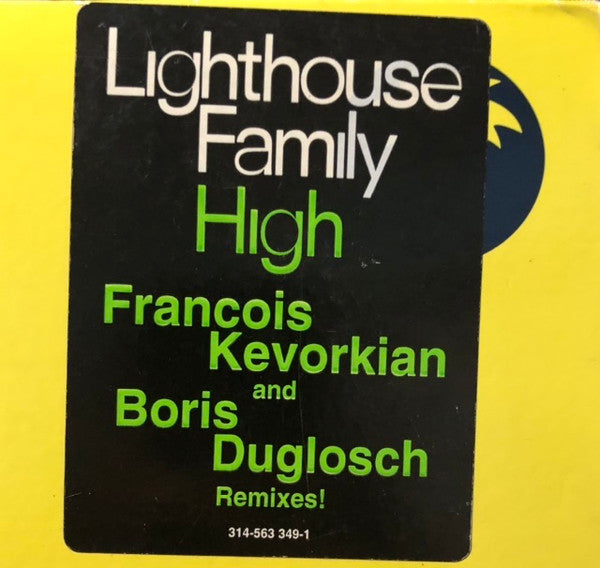 Lighthouse
Family
High
Francois
Kevorkian
and
Boris
Duglosch
Remixes!
314-563 349-1